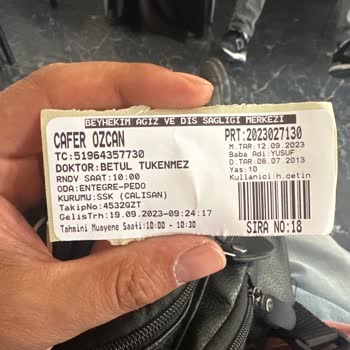 BEYHEKIM AGIZ VE DIS SAGLIGI MERKEZI
CAFER OZCAN
PRT:2023027130
TC:51964357730
M.TAR:12.09.2023
DOKTOR:BETUL TUKENMEZ
Baba Adi:YUSUF
RNDV SAAT:10:00
D.TAR:08.07.2013
ODA:ENTEGRE-PEDO
Yas:10
KURUMU:SSK (CALISAN)
Kullanici:h.cetin
TakipNo:4532GZT
GelisTrh:19.09.2023-09:24:17
Tahmini Muayene Saati:10:00 - 10:30
SIRA NO:18